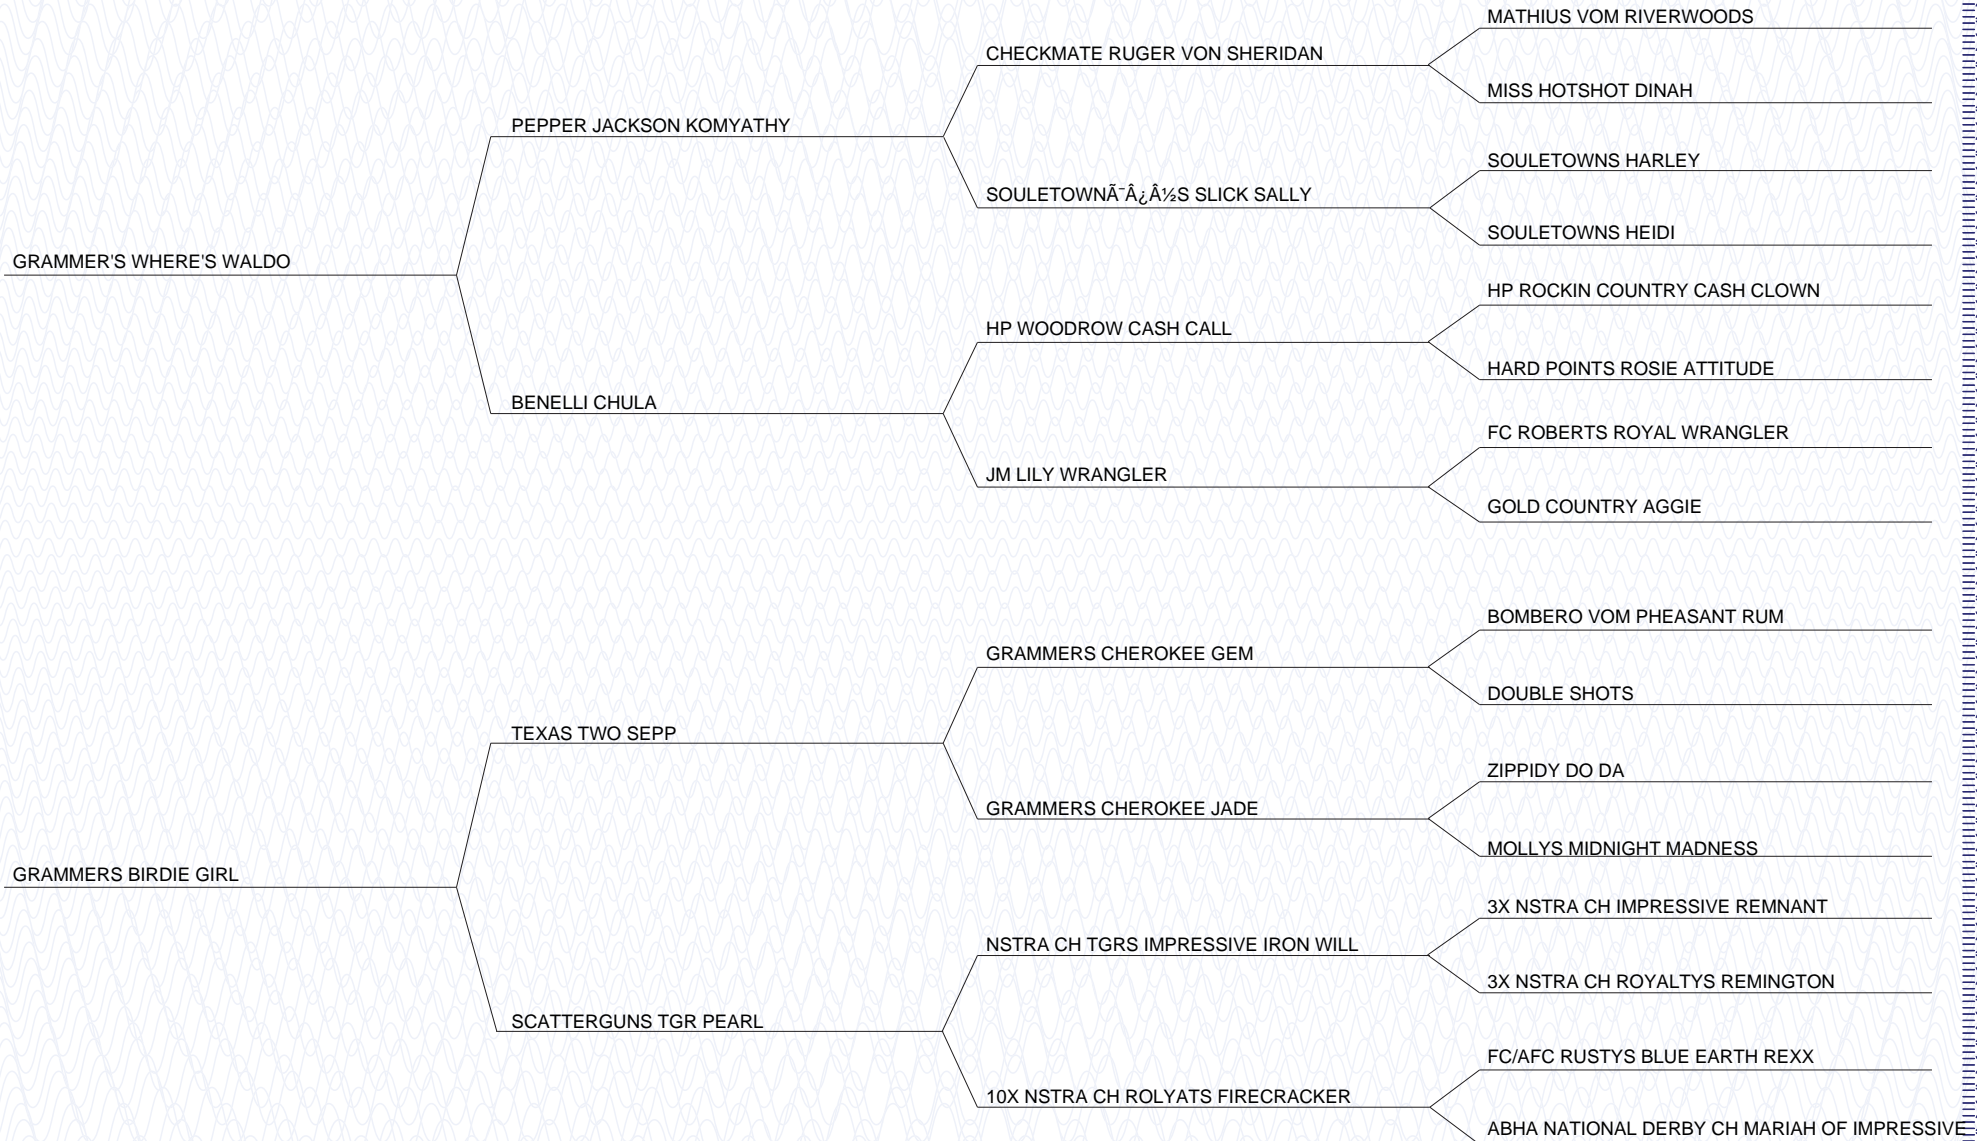 MATHIUS VOM RIVERWOODS
CHECKMATE RUGER VON SHERIDAN
MISS HOTSHOT DINAH
PEPPER JACKSON KOMYATHY
SOULETOWNS HARLEY
SOULETOWNÃ¯Â¿Â½S SLICK SALLY
SOULETOWNS HEIDI
GRAMMER'S WHERE'S WALDO
HP ROCKIN COUNTRY CASH CLOWN
HP WOODROW CASH CALL
HARD POINTS ROSIE ATTITUDE
BENELLI CHULA
FC ROBERTS ROYAL WRANGLER
JM LILY WRANGLER
GOLD COUNTRY AGGIE
BOMBERO VOM PHEASANT RUM
GRAMMERS CHEROKEE GEM
DOUBLE SHOTS
TEXAS TWO SEPP
ZIPPIDY DO DA
GRAMMERS CHEROKEE JADE
MOLLYS MIDNIGHT MADNESS
GRAMMERS BIRDIE GIRL
3X NSTRA CH IMPRESSIVE REMNANT
NSTRA CH TGRS IMPRESSIVE IRON WILL
3X NSTRA CH ROYALTYS REMINGTON
SCATTERGUNS TGR PEARL
FC/AFC RUSTYS BLUE EARTH REXX
10X NSTRA CH ROLYATS FIRECRACKER
ABHA NATIONAL DERBY CH MARIAH OF IMPRESSIVE